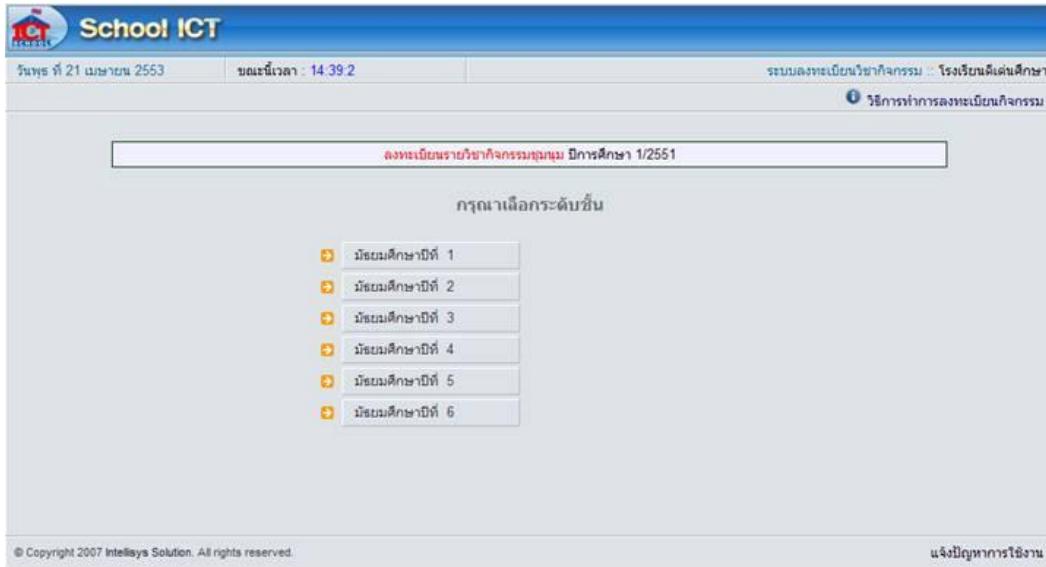 ICT
SCHOOL
School ICT
วันพุธ ที่ 21 เมษายน 2553 ขณะนี้เวลา : 14:39:2 ระบบลงทะเบียนวิชากิจกรรม :: โรงเรียนดีเด่นศึกษา
วิธีการทำการลงทะเบียนกิจกรรม
ลงทะเบียนรายวิชากิจกรรมชุมนุม ปีการศึกษา 1/2551
กรุณาเลือกระดับชั้น
มัธยมศึกษาปีที่ 1
มัธยมศึกษาปีที่ 2
มัธยมศึกษาปีที่ 3
มัธยมศึกษาปีที่ 4
มัธยมศึกษาปีที่ 5
มัธยมศึกษาปีที่ 6
© Copyright 2007 Intellisys Solution. All rights reserved. แจ้งปัญหาการใช้งาน